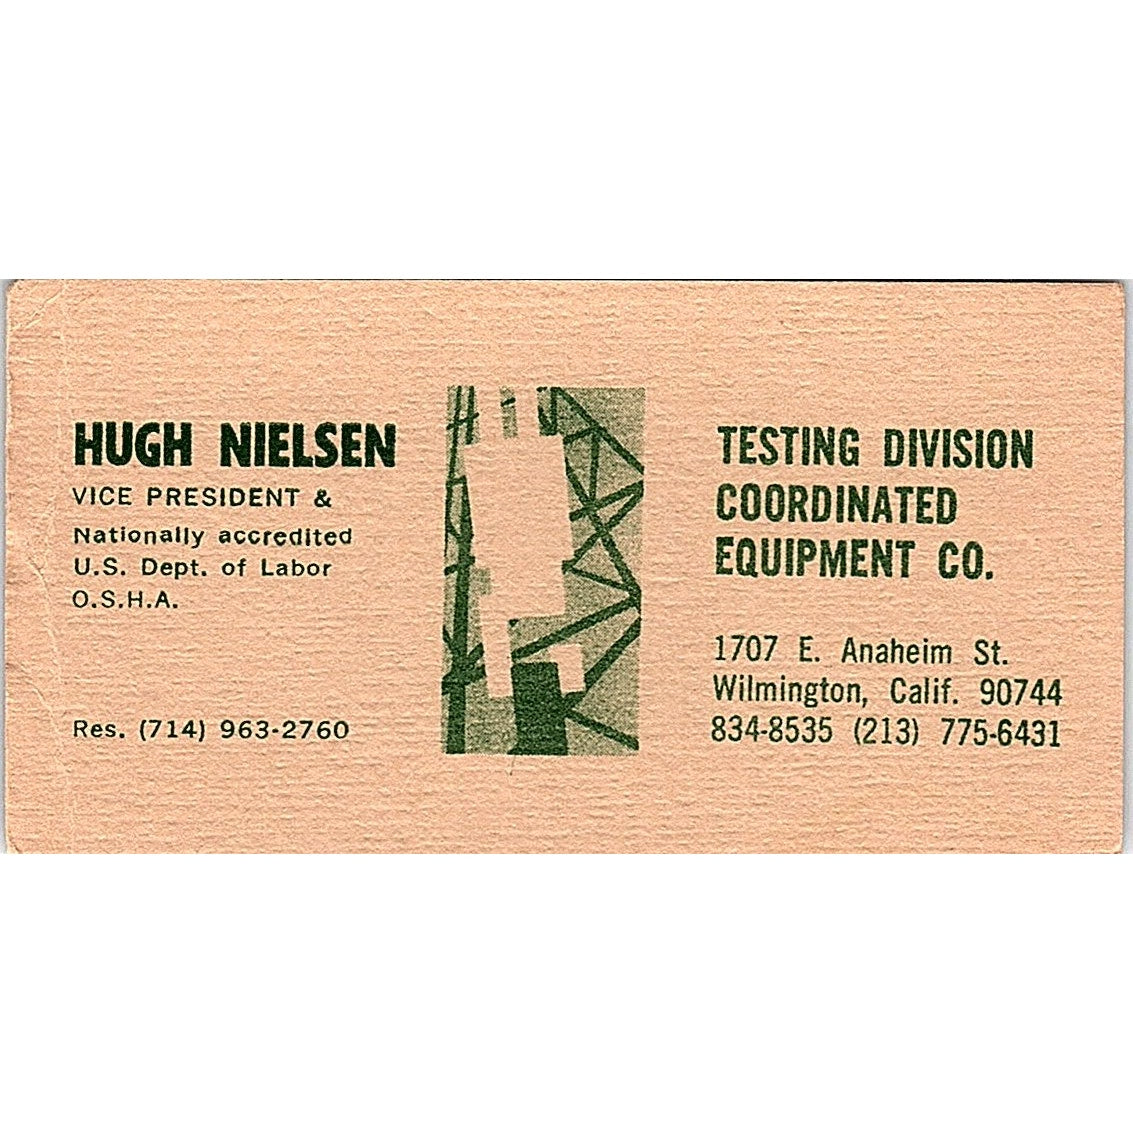 HUGH NIELSEN
VICE PRESIDENT &
Nationally accredited
U.S. Dept. of Labor
O.S.H.A.
Res. (714) 963-2760
TESTING DIVISION
COORDINATED
EQUIPMENT CO.
1707 E. Anaheim St.
Wilmington, Calif. 90744
834-8535 (213) 775-6431